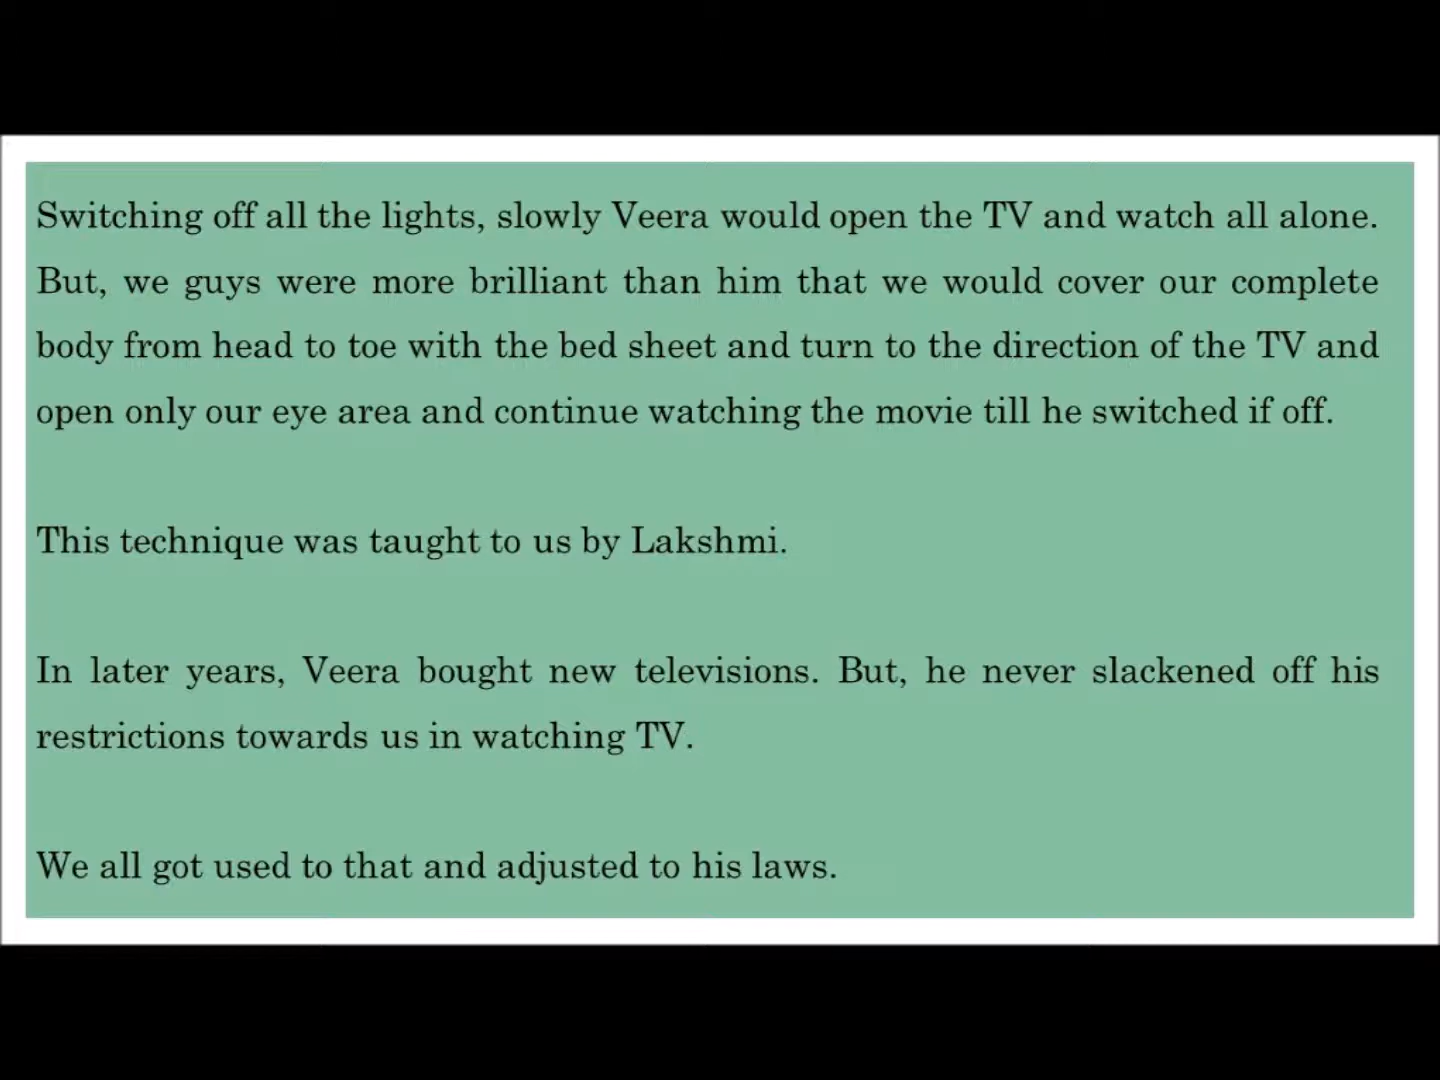 Switching off all the lights, slowly Veera would open the TV and watch all alone.
But, we guys were more brilliant than him that we would cover our complete
body from head to toe with the bed sheet and turn to the direction of the TV and
open only our eye area and continue watching the movie till he switched if off.
This technique was taught to us by Lakshmi.
In later years, Veera bought new televisions. But, he never slackened off his
restrictions towards us in watching TV.
We all got used to that and adjusted to his laws.